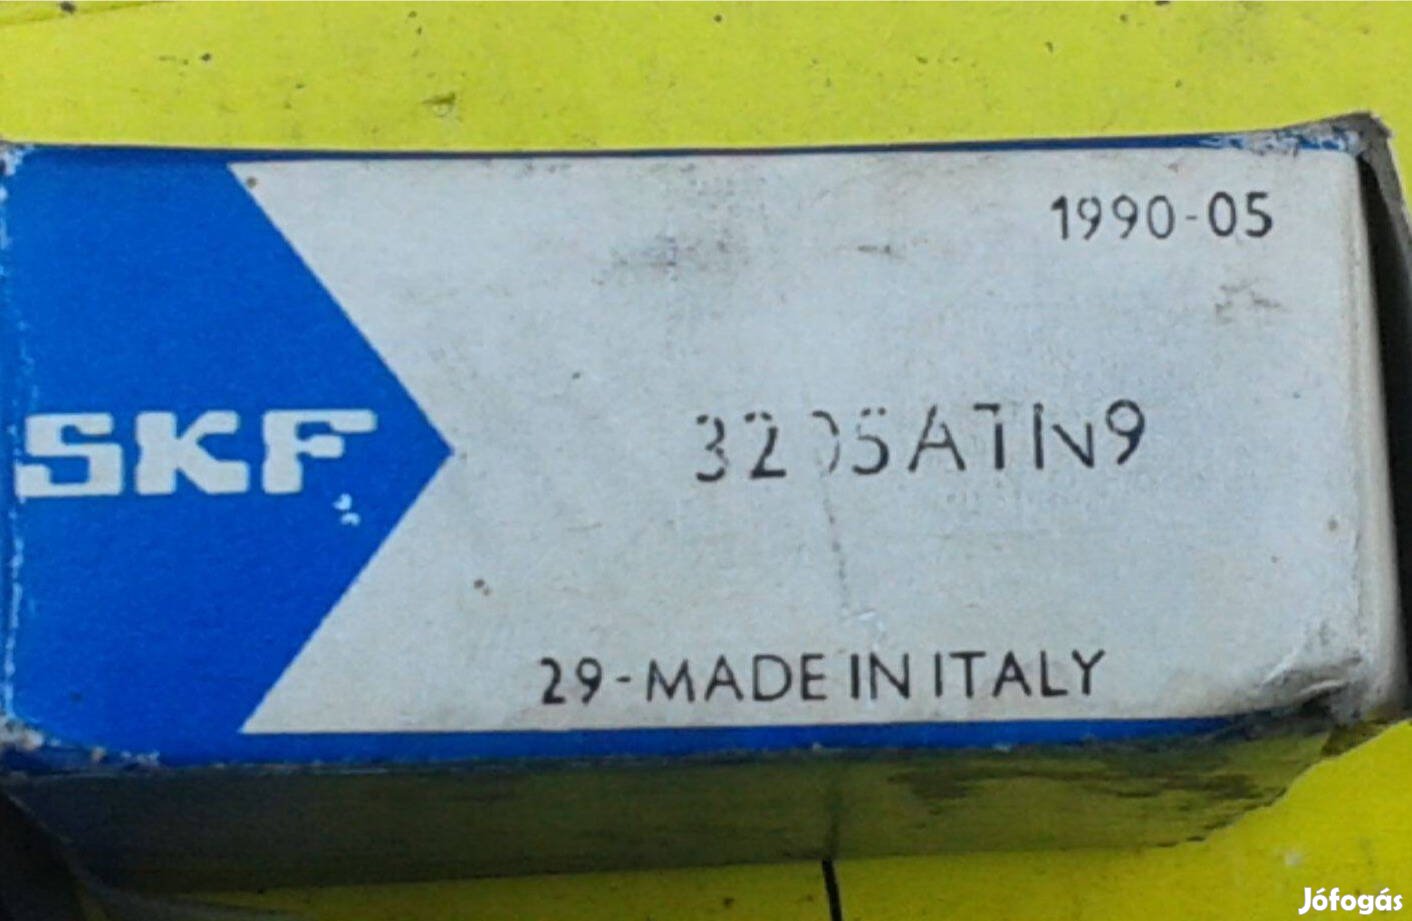 1990-05
SKF
3205ATN9
29-MADE IN ITALY
Jófogás